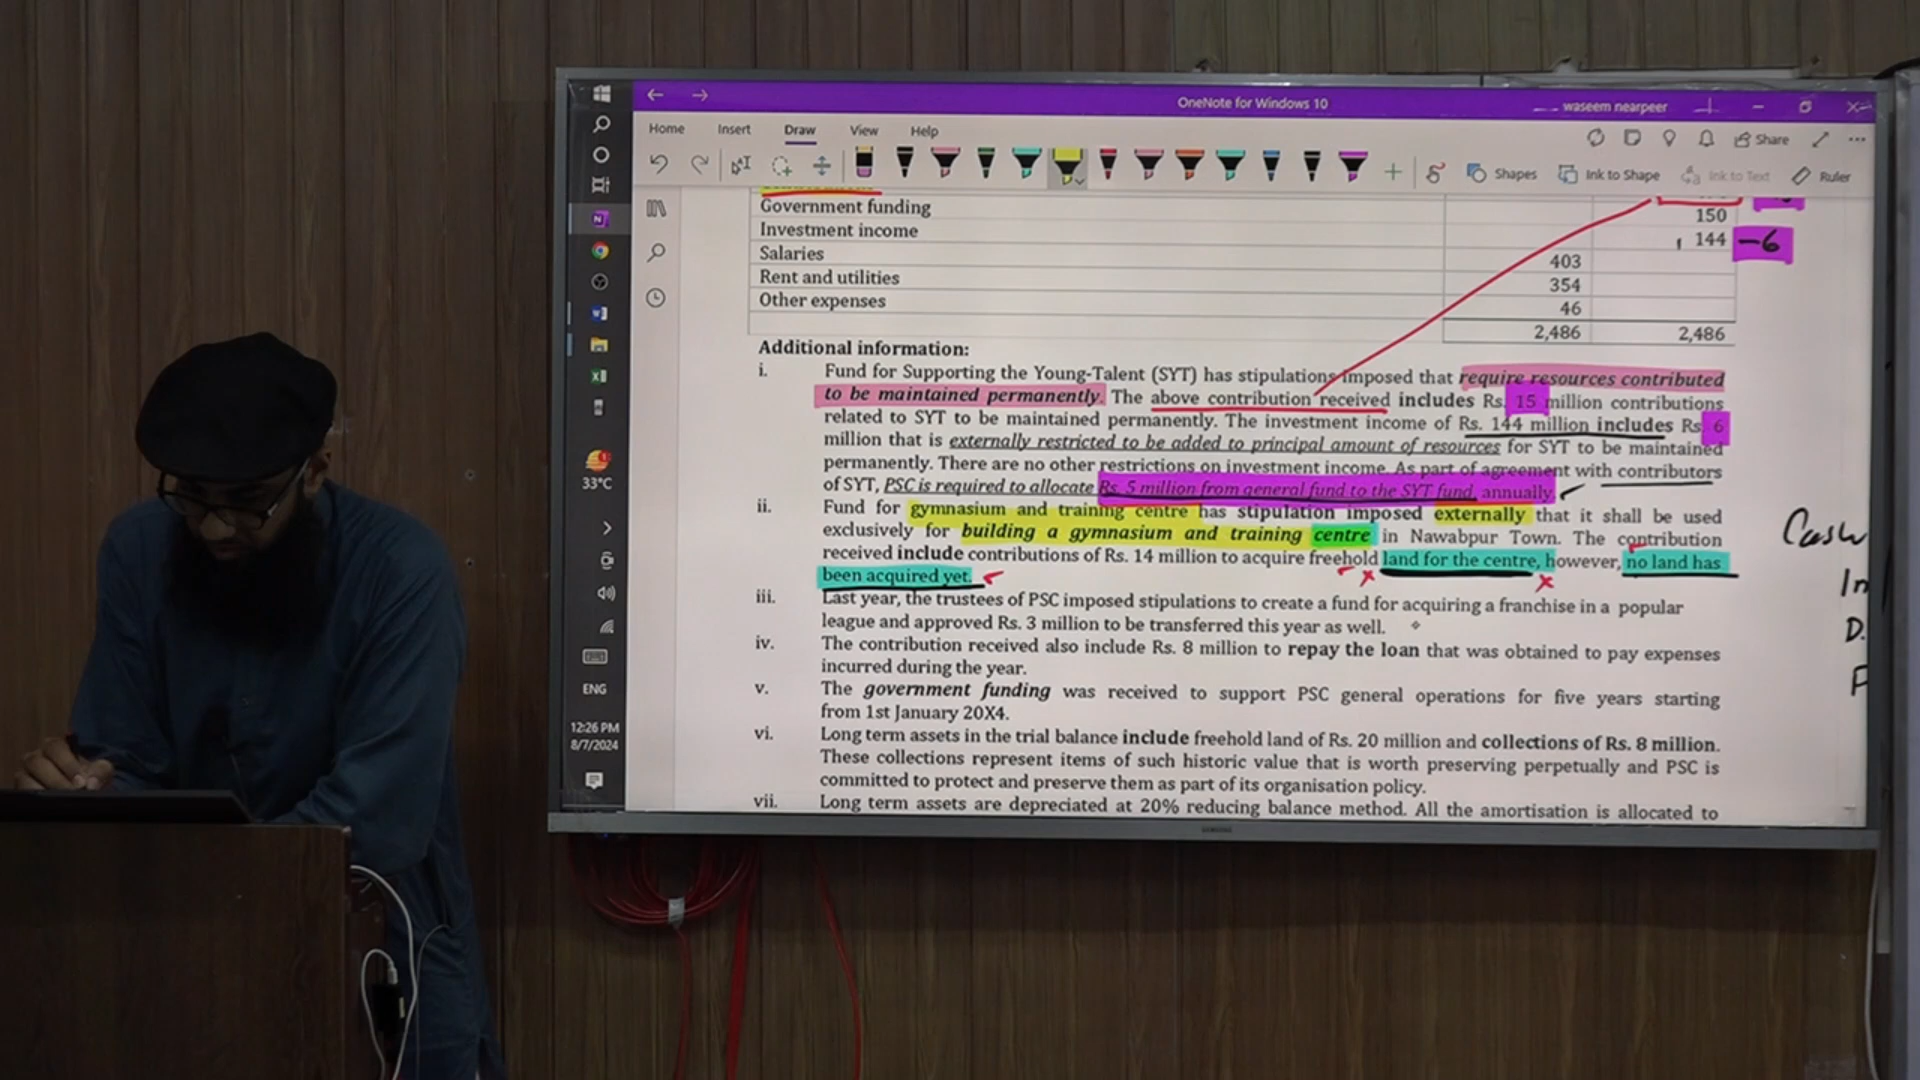 OneNote for Windows 10
waseem nearpeer
Home Insert Draw View Help
Share
Shapes Ink to Shape Ink to Text Ruler
Government funding 150
Investment income 144 -6
Salaries 403
Rent and utilities 354
Other expenses 46
2,486 2,486
Additional information:
i. Fund for Supporting the Young-Talent (SYT) has stipulations imposed that require resources contributed
to be maintained permanently. The above contribution received includes Rs. 15 million contributions
related to SYT to be maintained permanently. The investment income of Rs. 144 million includes Rs 6
million that is externally restricted to be added to principal amount of resources for SYT to be maintained
permanently. There are no other restrictions on investment income. As part of agreement with contributors
of SYT, PSC is required to allocate Rs. 5 million from general fund to the SYT fund annually.
ii. Fund for gymnasium and training centre has stipulation imposed externally that it shall be used
exclusively for building a gymnasium and training centre in Nawabpur Town. The contribution
received include contributions of Rs. 14 million to acquire freehold land for the centre, however, no land has
been acquired yet.
iii. Last year, the trustees of PSC imposed stipulations to create a fund for acquiring a franchise in a popular
league and approved Rs. 3 million to be transferred this year as well.
iv. The contribution received also include Rs. 8 million to repay the loan that was obtained to pay expenses
incurred during the year.
v. The government funding was received to support PSC general operations for five years starting
from 1st January 20X4.
vi. Long term assets in the trial balance include freehold land of Rs. 20 million and collections of Rs. 8 million.
These collections represent items of such historic value that is worth preserving perpetually and PSC is
committed to protect and preserve them as part of its organisation policy.
vii. Long term assets are depreciated at 20% reducing balance method. All the amortisation is allocated to
Cash
In
D.
F
33°C
ENG
12:26 PM
8/7/2024